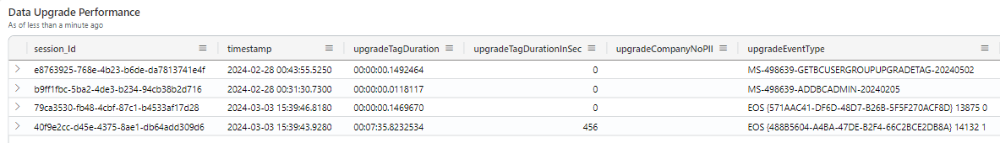 Data Upgrade Performance
As of less than a minute ago
session_Id timestamp upgradeTagDuration upgradeTagDurationInSec upgradeCompanyNoPII upgradeEventType
e8763925-768e-4b23-b6de-da7813741e4f 2024-02-28 00:43:55.5250 00:00:00.1492464 0 MS-498639-GETBCUSERGROUPUPGRADETAG-20240502
b9ff1fbc-5ba2-4de3-b234-94cb38b2d716 2024-02-28 00:31:30.7300 00:00:00.0118117 0 MS-498639-ADDBCADMIN-20240205
79ca3530-fb48-4cbf-87c1-b4533af17d28 2024-03-03 15:39:46.8180 00:00:00.1469670 0 EOS {571AAC41-DF6D-48D7-B26B-5F5F270ACF8D} 13875 0
40f9e2cc-d45e-4375-8ae1-db64add309d6 2024-03-03 15:39:43.9280 00:07:35.8232534 456 EOS {488B5604-A4BA-47DE-B2F4-66C2BCE2DB8A} 14132 1